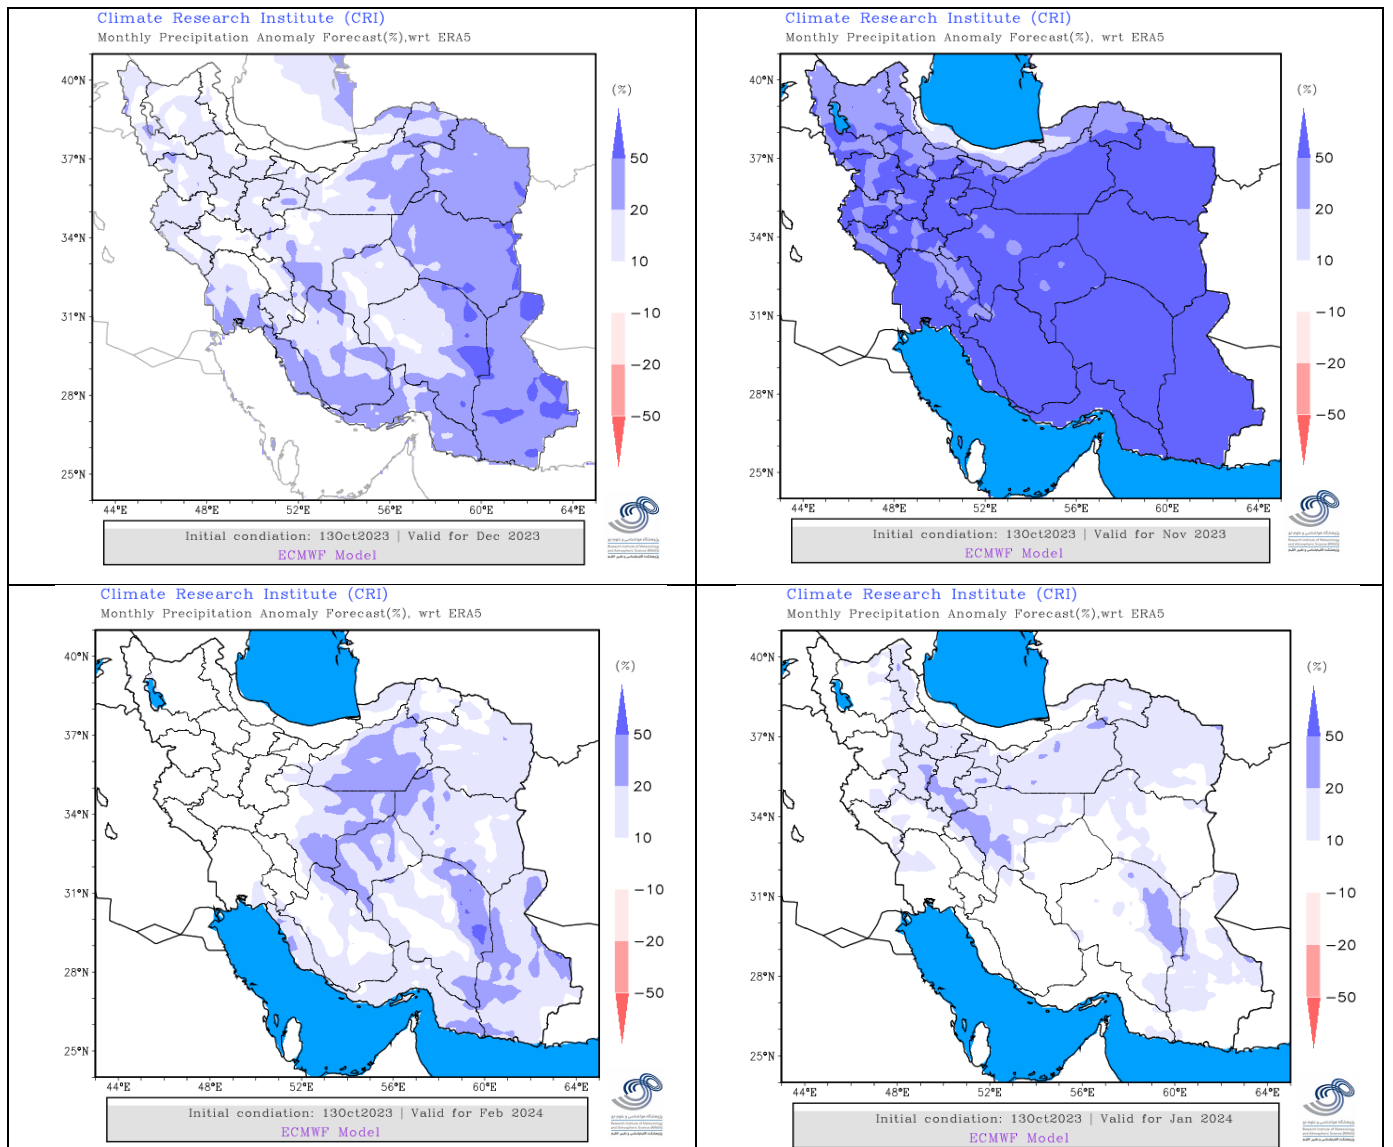 Climate Research Institute (CRI)
Monthly Precipitation Anomaly Forecast(%),wrt ERA5
40°N
37°N
34°N
31°N
28°N
25°N
44°E 48°E 52°E 56°E 60°E 64°E
(%)
50
20
10
−10
−20
−50
Initial condiation: 13Oct2023 | Valid for Dec 2023
ECMWF Model
Climate Research Institute (CRI)
Monthly Precipitation Anomaly Forecast(%), wrt ERA5
40°N
37°N
34°N
31°N
28°N
25°N
44°E 48°E 52°E 56°E 60°E 64°E
(%)
50
20
10
−10
−20
−50
Initial condiation: 13Oct2023 | Valid for Nov 2023
ECMWF Model
Climate Research Institute (CRI)
Monthly Precipitation Anomaly Forecast(%), wrt ERA5
40°N
37°N
34°N
31°N
28°N
25°N
44°E 48°E 52°E 56°E 60°E 64°E
(%)
50
20
10
−10
−20
−50
Initial condiation: 13Oct2023 | Valid for Feb 2024
ECMWF Model
Climate Research Institute (CRI)
Monthly Precipitation Anomaly Forecast(%),wrt ERA5
40°N
37°N
34°N
31°N
28°N
25°N
44°E 48°E 52°E 56°E 60°E 64°E
(%)
50
20
10
−10
−20
−50
Initial condiation: 13Oct2023 | Valid for Jan 2024
ECMWF Model